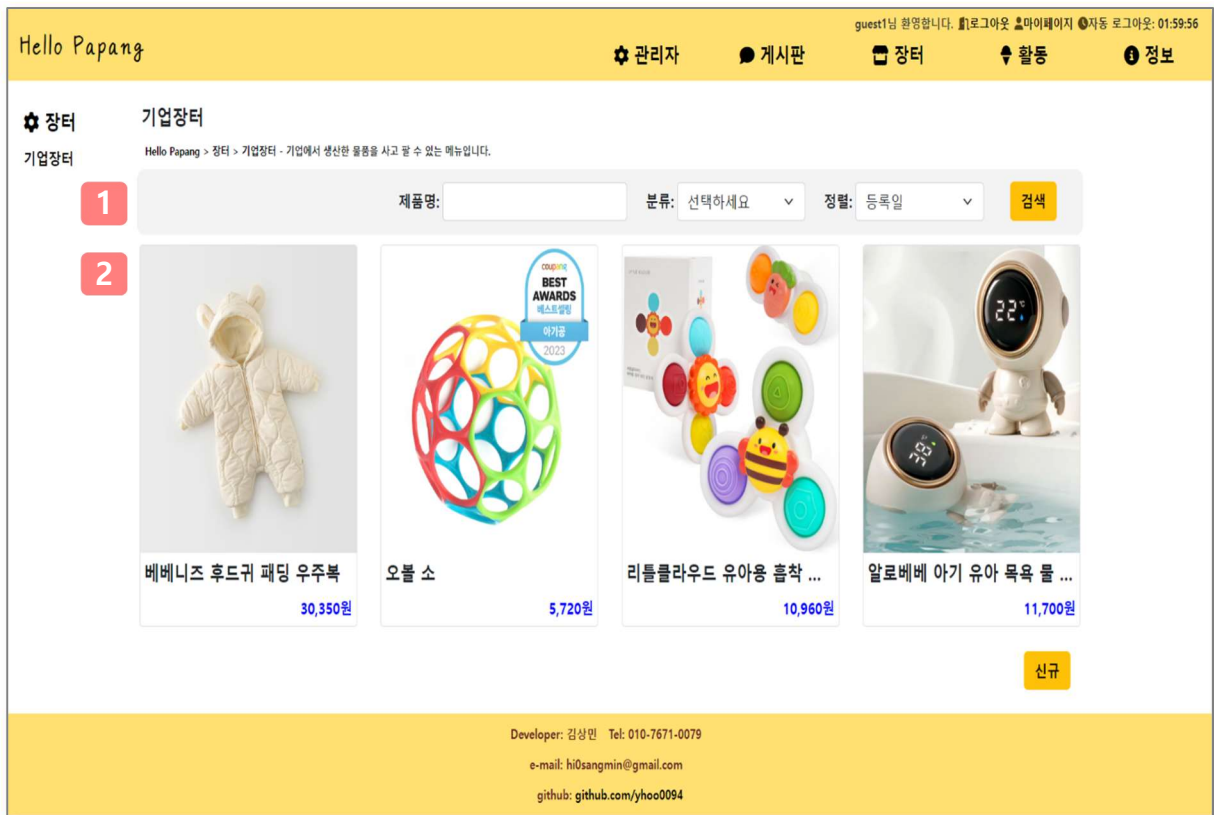 guest1님 환영합니다. 로그아웃 마이페이지 자동 로그아웃: 01:59:56
Hello Papang
관리자 게시판 장터 활동 정보
장터
기업장터
기업장터
Hello Papang > 장터 > 기업장터 - 기업에서 생산한 물품을 사고 팔 수 있는 메뉴입니다.
1
제품명: 분류: 선택하세요 정렬: 등록일 검색
2
coupang
BEST
AWARDS
베스트셀링
아기공
2023
22℃
베베니즈 후드귀 패딩 우주복
30,350원
오볼 소
5,720원
리틀클라우드 유아용 흡착 ...
10,960원
알로베베 아기 유아 목욕 물 ...
11,700원
신규
Developer: 김상민 Tel: 010-7671-0079
e-mail: hi0sangmin@gmail.com
github: github.com/yhoo0094